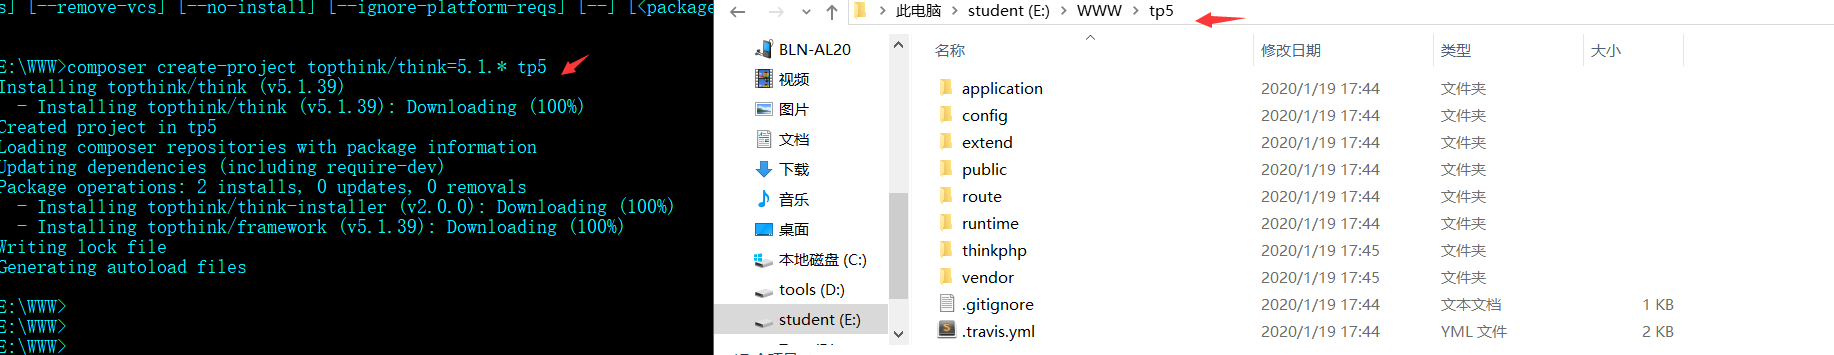 s] [--remove-vcs] [--no-install] [--ignore-platform-reqs] [--] [<package
E:\WWW>composer create-project topthink/think=5.1.* tp5
Installing topthink/think (v5.1.39)
- Installing topthink/think (v5.1.39): Downloading (100%)
Created project in tp5
Loading composer repositories with package information
Updating dependencies (including require-dev)
Package operations: 2 installs, 0 updates, 0 removals
- Installing topthink/think-installer (v2.0.0): Downloading (100%)
- Installing topthink/framework (v5.1.39): Downloading (100%)
Writing lock file
Generating autoload files
E:\WWW>
E:\WWW>
E:\WWW>
此电脑 > student (E:) > WWW > tp5
BLN-AL20
视频
图片
文档
下载
音乐
桌面
本地磁盘 (C:)
tools (D:)
student (E:)
名称 修改日期 类型 大小
application 2020/1/19 17:44 文件夹
config 2020/1/19 17:44 文件夹
extend 2020/1/19 17:44 文件夹
public 2020/1/19 17:44 文件夹
route 2020/1/19 17:44 文件夹
runtime 2020/1/19 17:44 文件夹
thinkphp 2020/1/19 17:45 文件夹
vendor 2020/1/19 17:45 文件夹
.gitignore 2020/1/19 17:44 文本文档 1 KB
.travis.yml 2020/1/19 17:44 YML 文件 2 KB